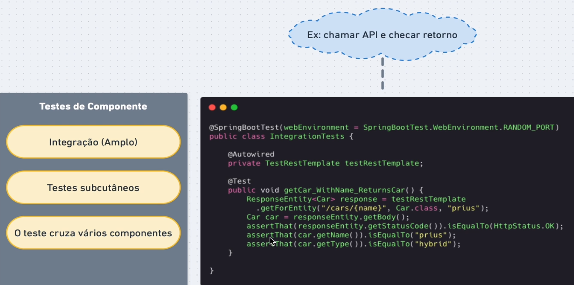 Ex: chamar API e checar retorno
Testes de Componente
Integração (Amplo)
Testes subcutâneos
O teste cruza vários componentes
@SpringBootTest(webEnvironment = SpringBootTest.WebEnvironment.RANDOM_PORT)
public class IntegrationTests {
@Autowired
private TestRestTemplate testRestTemplate;
@Test
public void getCar_WithName_ReturnsCar() {
ResponseEntity<Car> response = testRestTemplate
.getForEntity("/cars/{name}", Car.class, "prius");
Car car = responseEntity.getBody();
assertThat(responseEntity.getStatusCode()).isEqualTo(HttpStatus.OK);
assertThat(car.getName()).isEqualTo("prius");
assertThat(car.getType()).isEqualTo("hybrid");
}
}